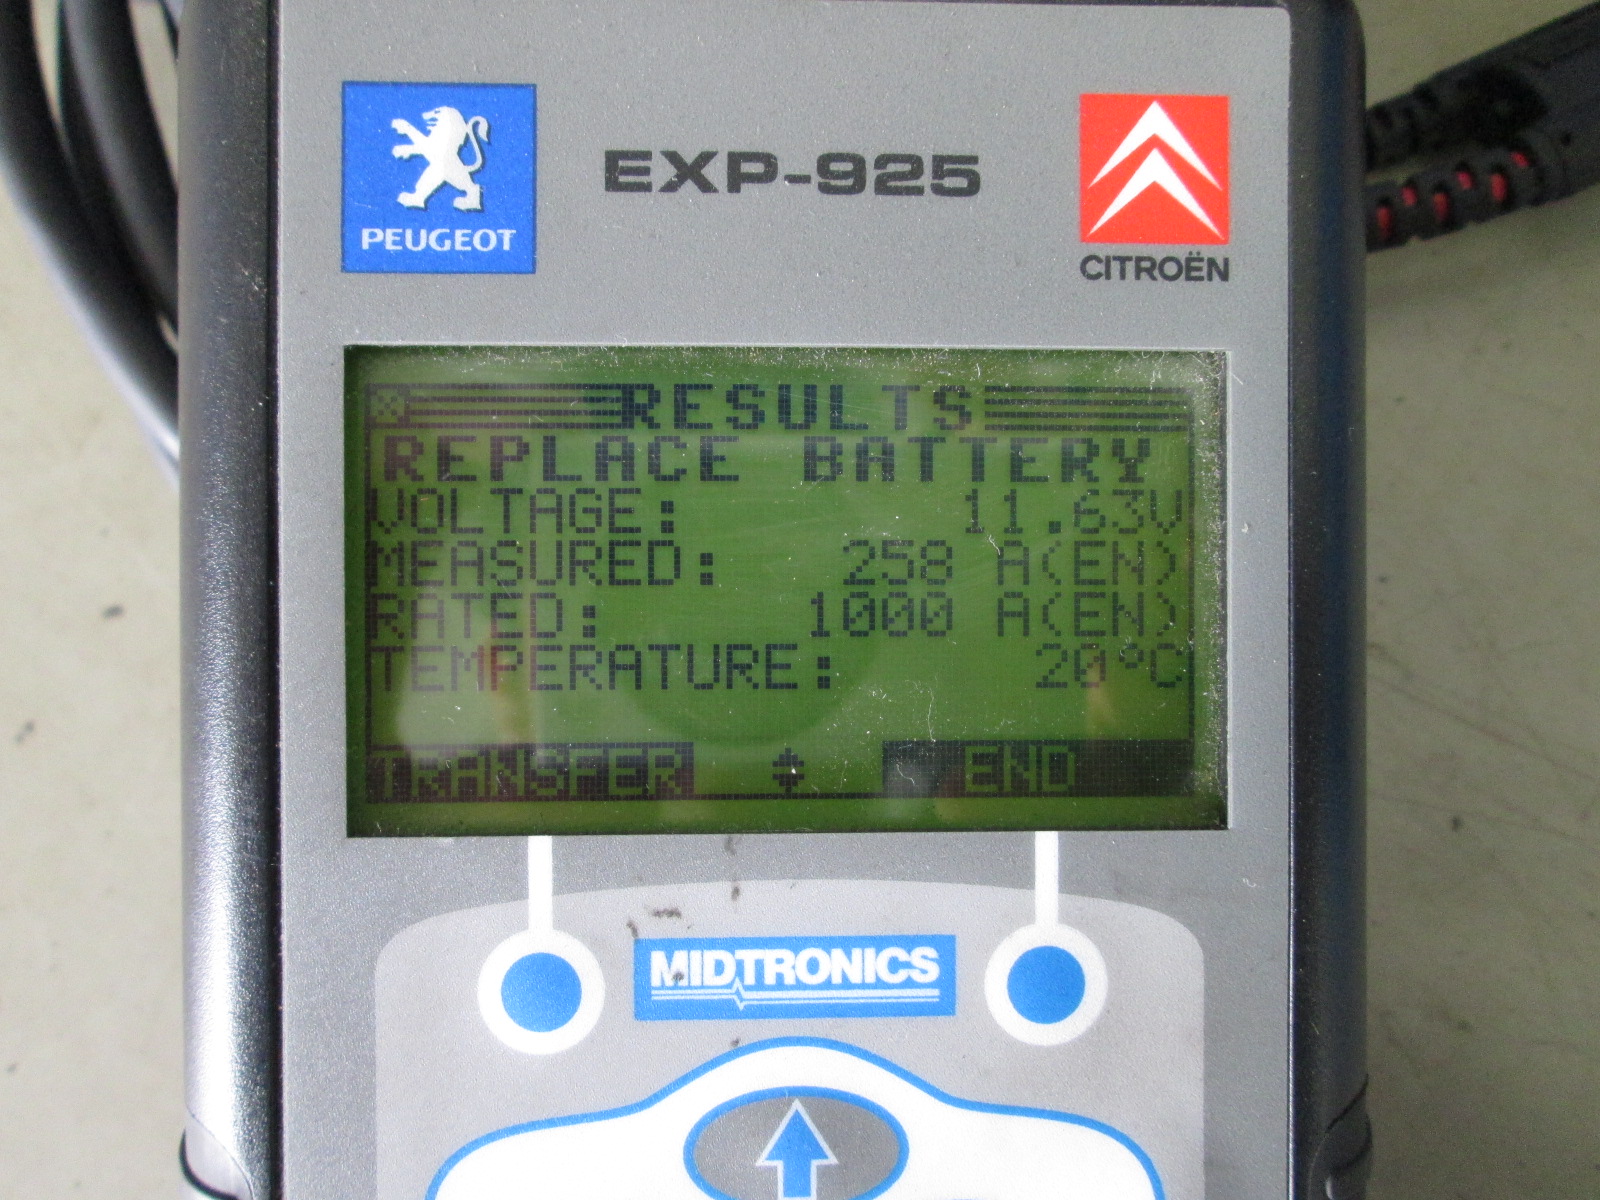 PEUGEOT
EXP-925
CITROËN
RESULTS
REPLACE BATTERY
VOLTAGE: 11.63V
MEASURED: 258 A(EN)
RATED: 1000 A(EN)
TEMPERATURE: 20°C
TRANSFER END
MIDTRONICS